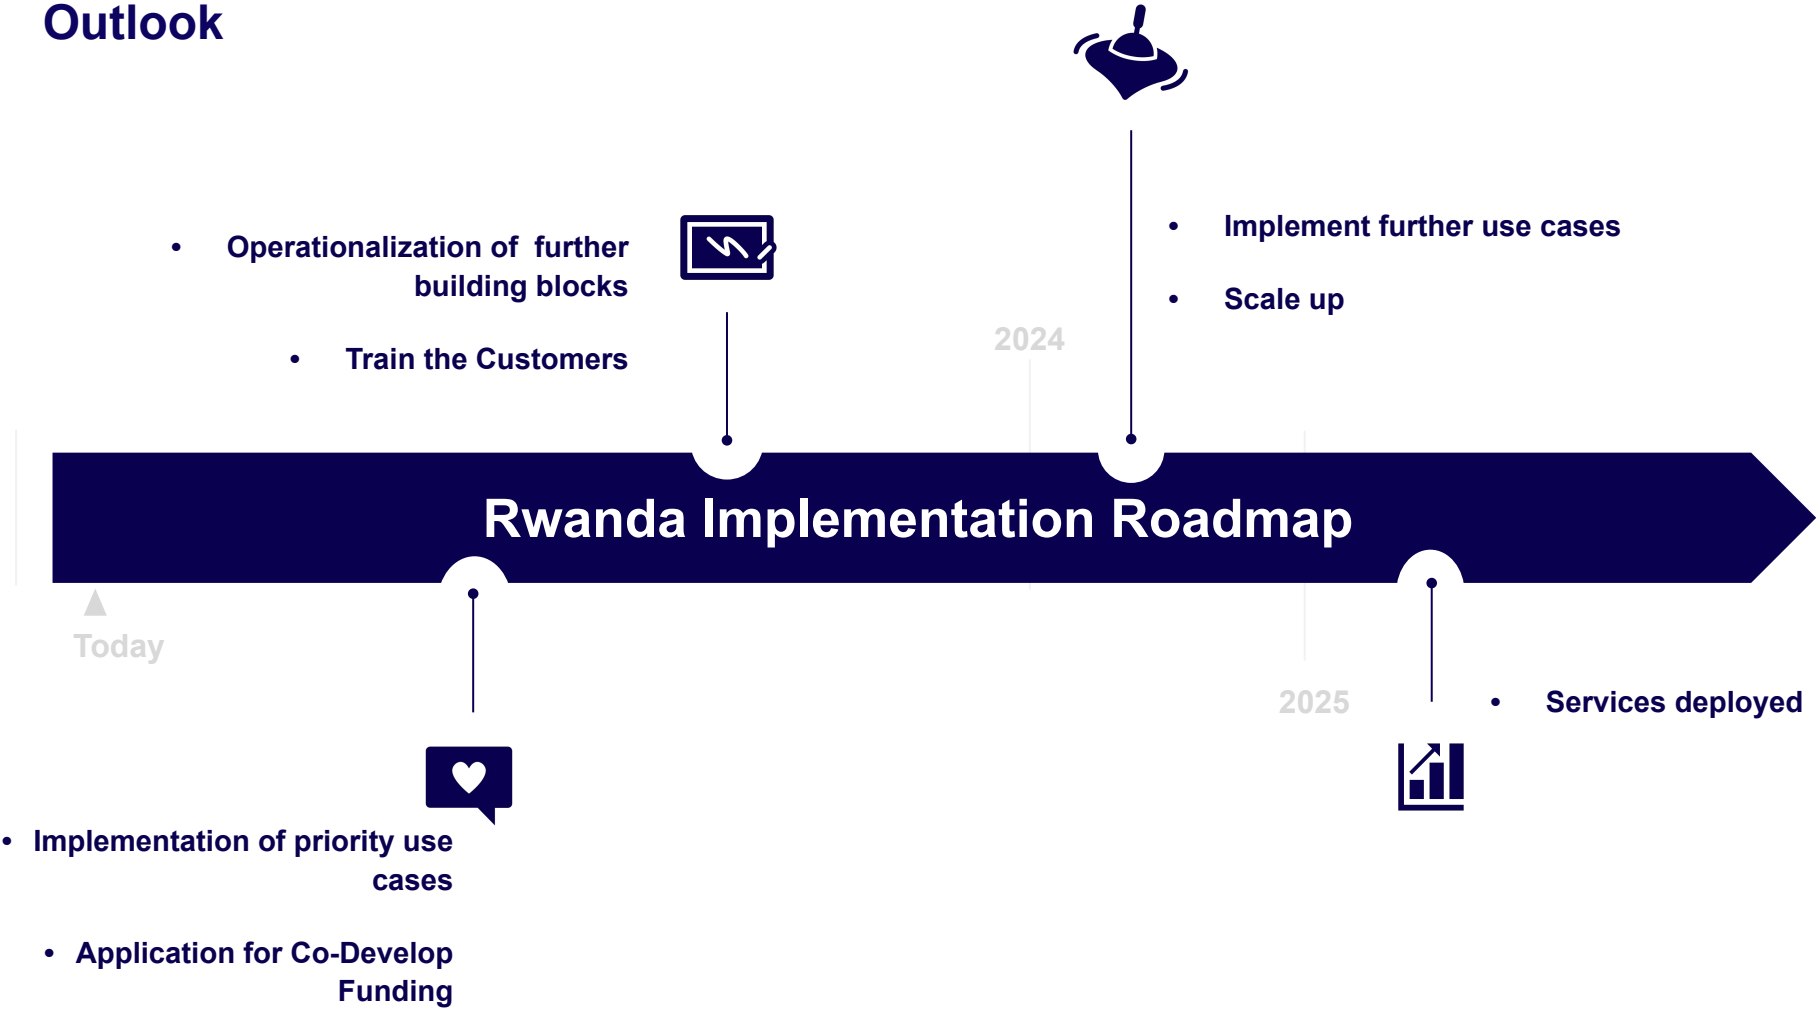 Outlook
• Operationalization of  further
building blocks
• Train the Customers
• Implement further use cases
• Scale up
2024
Rwanda Implementation Roadmap
Today
2025
• Services deployed
• Implementation of priority use
cases
• Application for Co-Develop
Funding